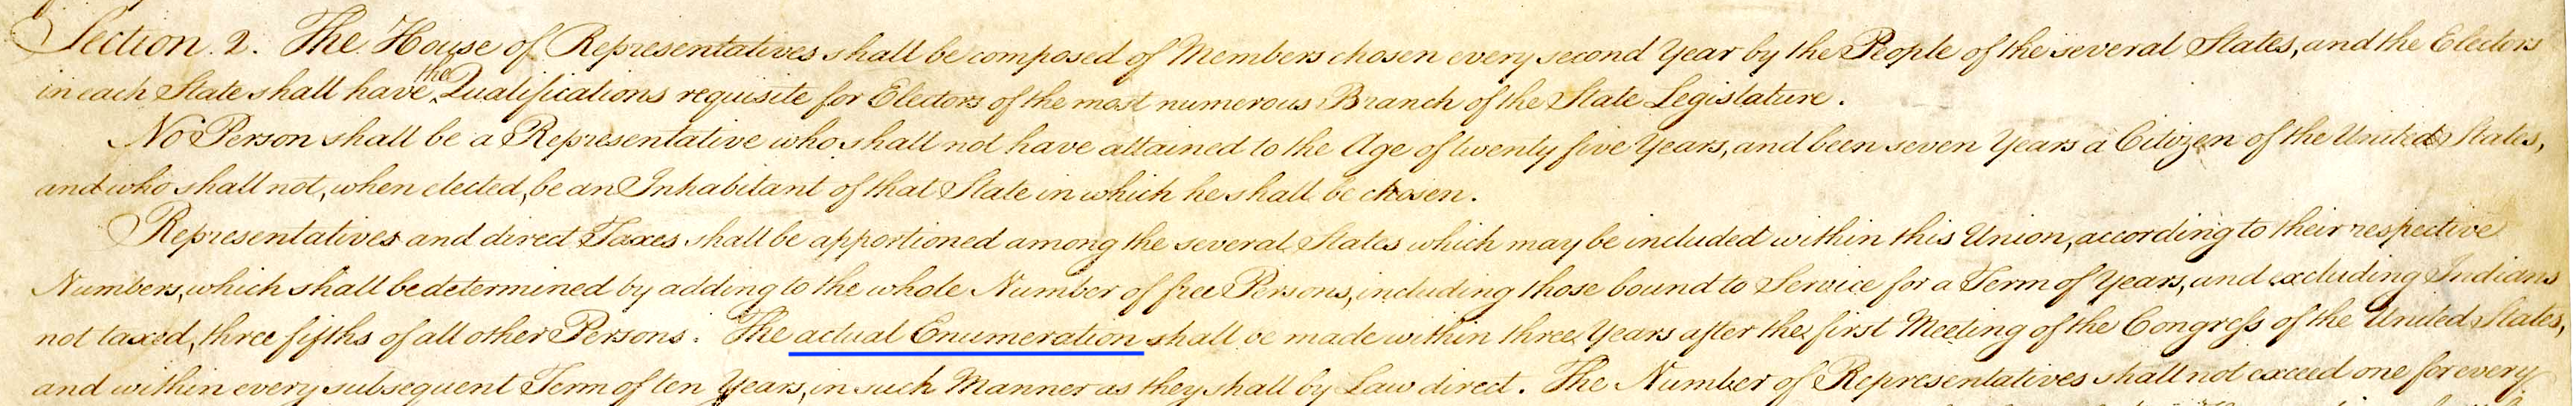 Section. 2. The House of Representatives shall be composed of Members chosen every second Year by the People of the several States, and the Electors
in each State shall have the Qualifications requisite for Electors of the most numerous Branch of the State Legislature.
No Person shall be a Representative who shall not have attained to the Age of twenty five Years, and been seven Years a Citizen of the United States,
and who shall not, when elected, be an Inhabitant of that State in which he shall be chosen.
Representatives and direct Taxes shall be apportioned among the several States which may be included within this Union, according to their respective
Numbers, which shall be determined by adding to the whole Number of free Persons, including those bound to Service for a Term of Years, and excluding Indians
not taxed, three fifths of all other Persons. The actual Enumeration shall be made within three Years after the first Meeting of the Congress of the United States,
and within every subsequent Term of ten Years, in such Manner as they shall by Law direct. The Number of Representatives shall not exceed one for every